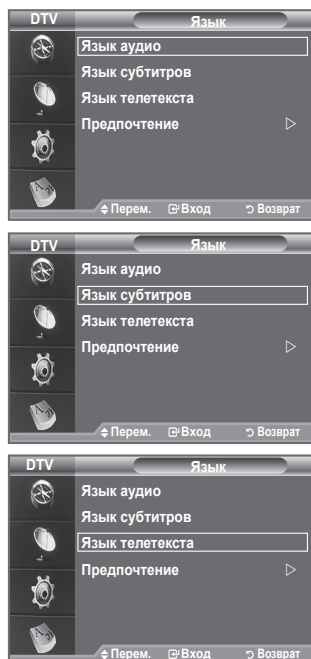 DTV Язык
Язык аудио
Язык субтитров
Язык телетекста
Предпочтение
Перем. Вход Возврат
DTV Язык
Язык аудио
Язык субтитров
Язык телетекста
Предпочтение
Перем. Вход Возврат
DTV Язык
Язык аудио
Язык субтитров
Язык телетекста
Предпочтение
Перем. Вход Возврат